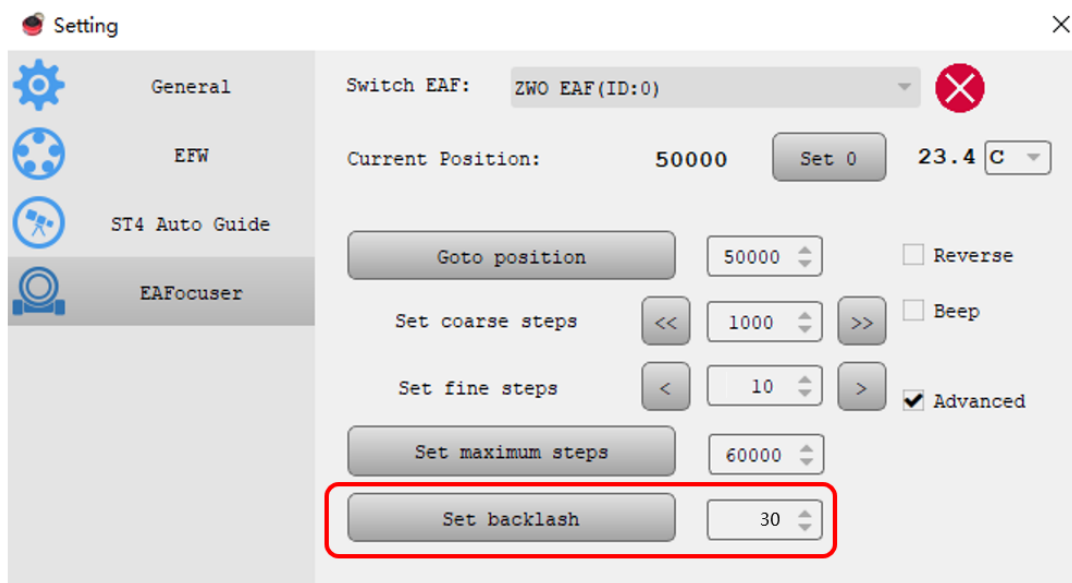 Setting
General
EFW
ST4 Auto Guide
EAFocuser
Switch EAF: ZWO EAF(ID:0)
Current Position: 50000 Set 0 23.4 C
Goto position 50000 Reverse
Set coarse steps << 1000 >> Beep
Set fine steps < 10 > Advanced
Set maximum steps 60000
Set backlash 30